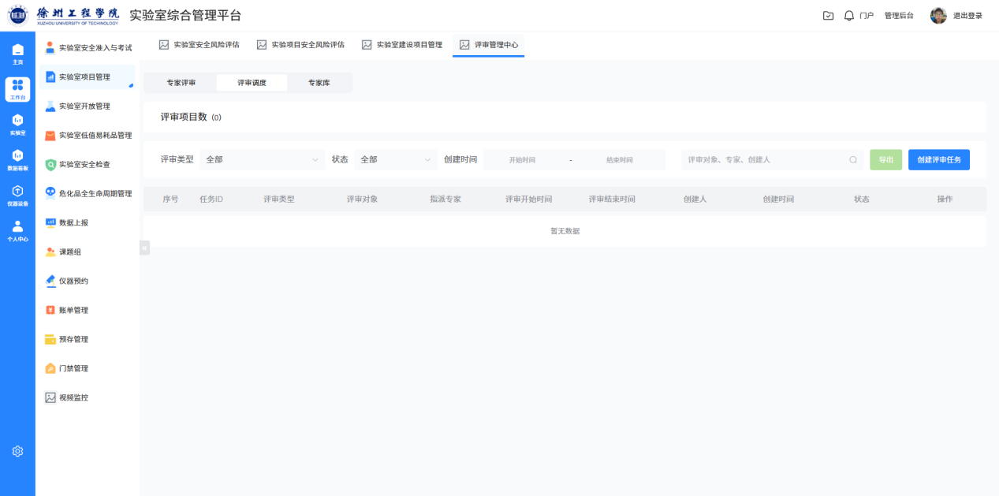 徐州工程學院
XUZHOU UNIVERSITY OF TECHNOLOGY
实验室综合管理平台
门户 管理后台 退出登录
主页
工作台
实验室
数据看板
仪器设备
个人中心
实验室安全准入与考试
实验室项目管理
实验室开放管理
实验室低值易耗品管理
实验室安全检查
危化品全生命周期管理
数据上报
课题组
仪器预约
账单管理
预存管理
门禁管理
视频监控
实验室安全风险评估 实验项目安全风险评估 实验室建设项目管理 评审管理中心
专家评审 评审调度 专家库
评审项目数 (0)
评审类型 全部 状态 全部 创建时间 开始时间 - 结束时间 评审对象、专家、创建人 导出 创建评审任务
序号 任务ID 评审类型 评审对象 指派专家 评审开始时间 评审结束时间 创建人 创建时间 状态 操作
暂无数据